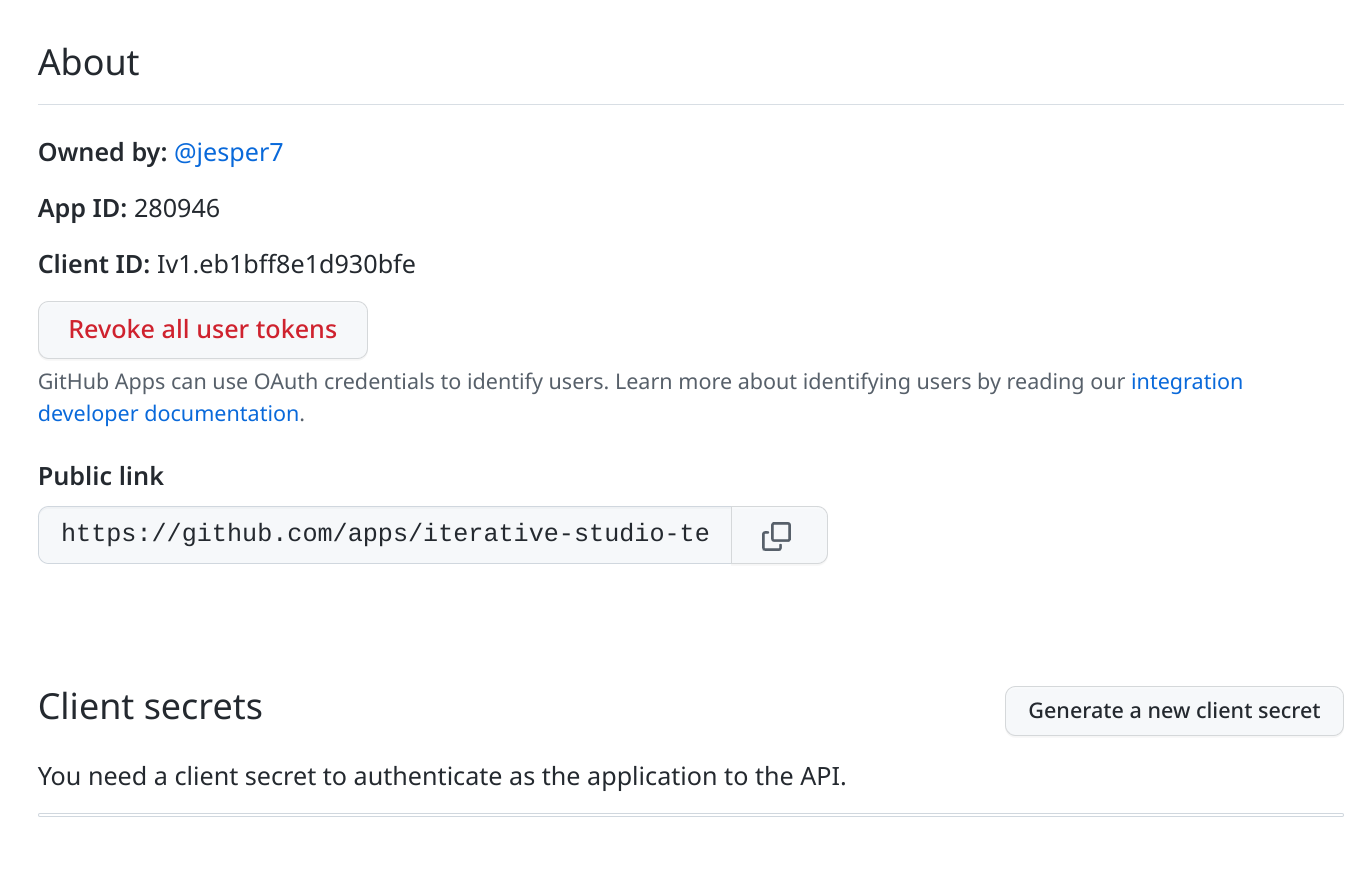 About
Owned by: @jesper7
App ID: 280946
Client ID: Iv1.eb1bff8e1d930bfe
Revoke all user tokens
GitHub Apps can use OAuth credentials to identify users. Learn more about identifying users by reading our integration
developer documentation.
Public link
https://github.com/apps/iterative-studio-te
Client secrets
Generate a new client secret
You need a client secret to authenticate as the application to the API.